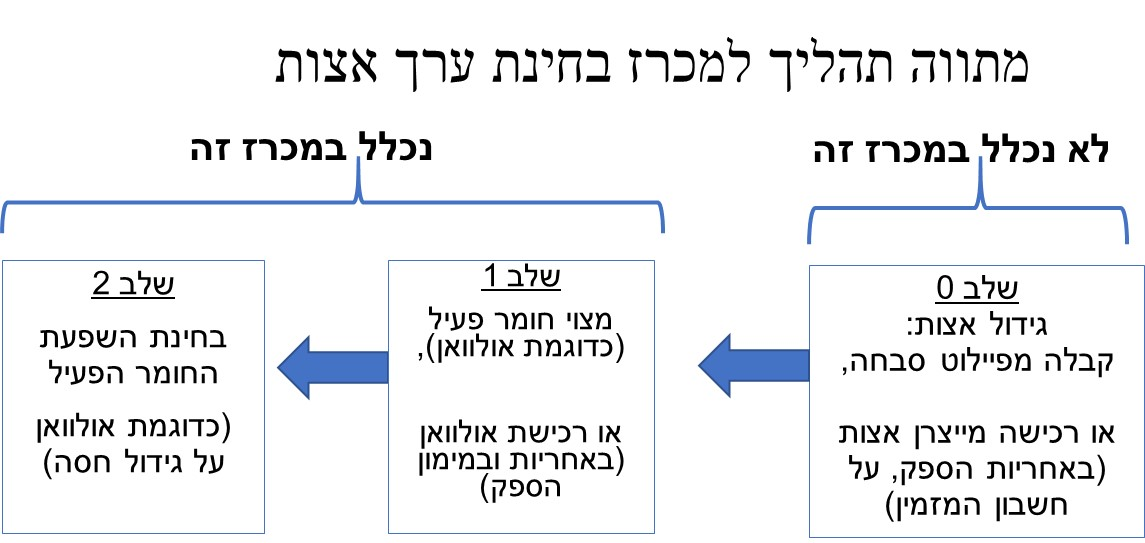 מתווה תהליך למכרז בחינת ערך אצות
לא נכלל במכרז זה
נכלל במכרז זה
שלב 0
גידול אצות:
קבלה מפיילוט סבחה,
או רכישה מייצרן אצות
(באחריות הספק, על
חשבון המזמין)
שלב 1
מצוי חומר פעיל
(כדוגמת אולוואן),
או רכישת אולוואן
(באחריות ובמימון
הספק)
שלב 2
בחינת השפעת
החומר הפעיל
(כדוגמת אולוואן
על גידול חסה)